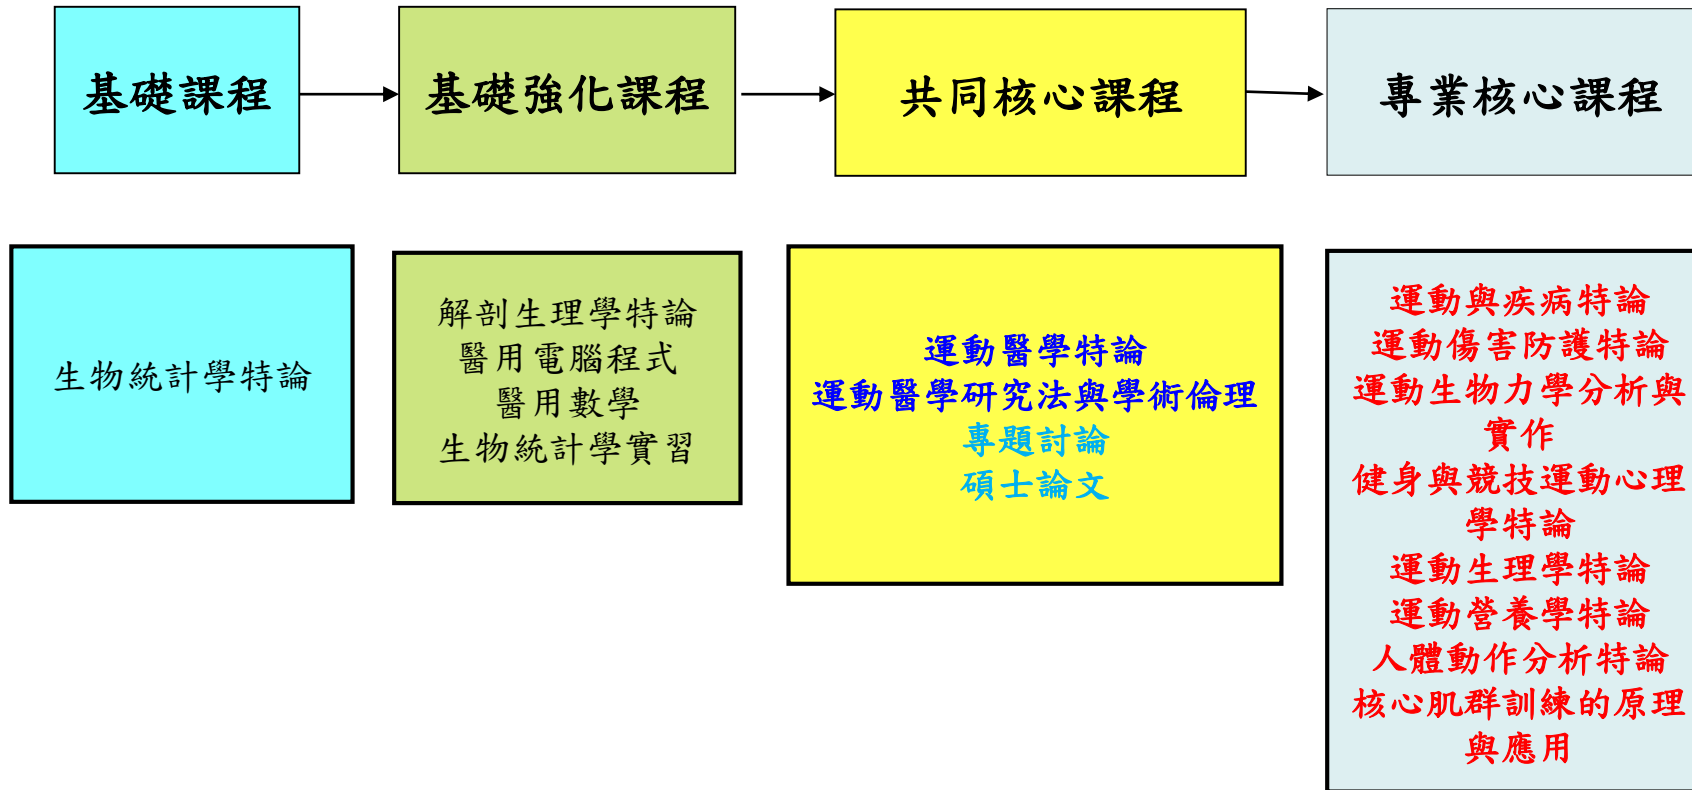 基礎課程
基礎強化課程
共同核心課程
專業核心課程
生物統計學特論
解剖生理學特論
醫用電腦程式
醫用數學
生物統計學實習
運動醫學特論
運動醫學研究法與學術倫理
專題討論
碩士論文
運動與疾病特論
運動傷害防護特論
運動生物力學分析與
實作
健身與競技運動心理
學特論
運動生理學特論
運動營養學特論
人體動作分析特論
核心肌群訓練的原理
與應用